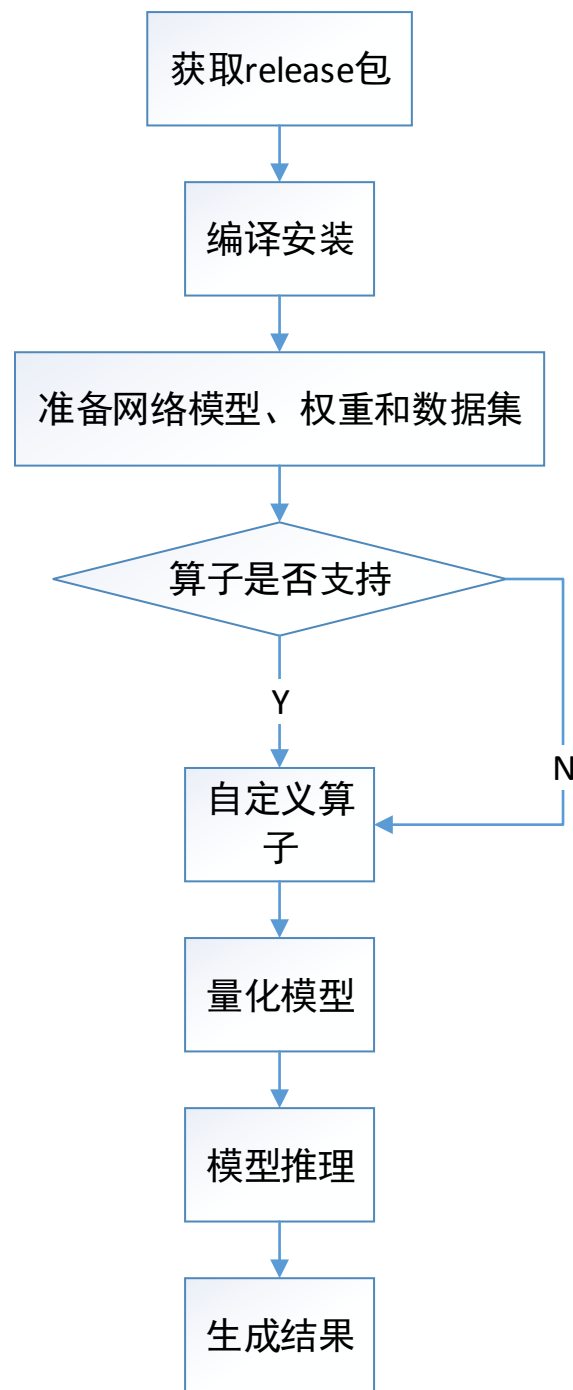 获取release包
编译安装
准备网络模型、权重和数据集
算子是否支持
Y
N
自定义算
子
量化模型
模型推理
生成结果